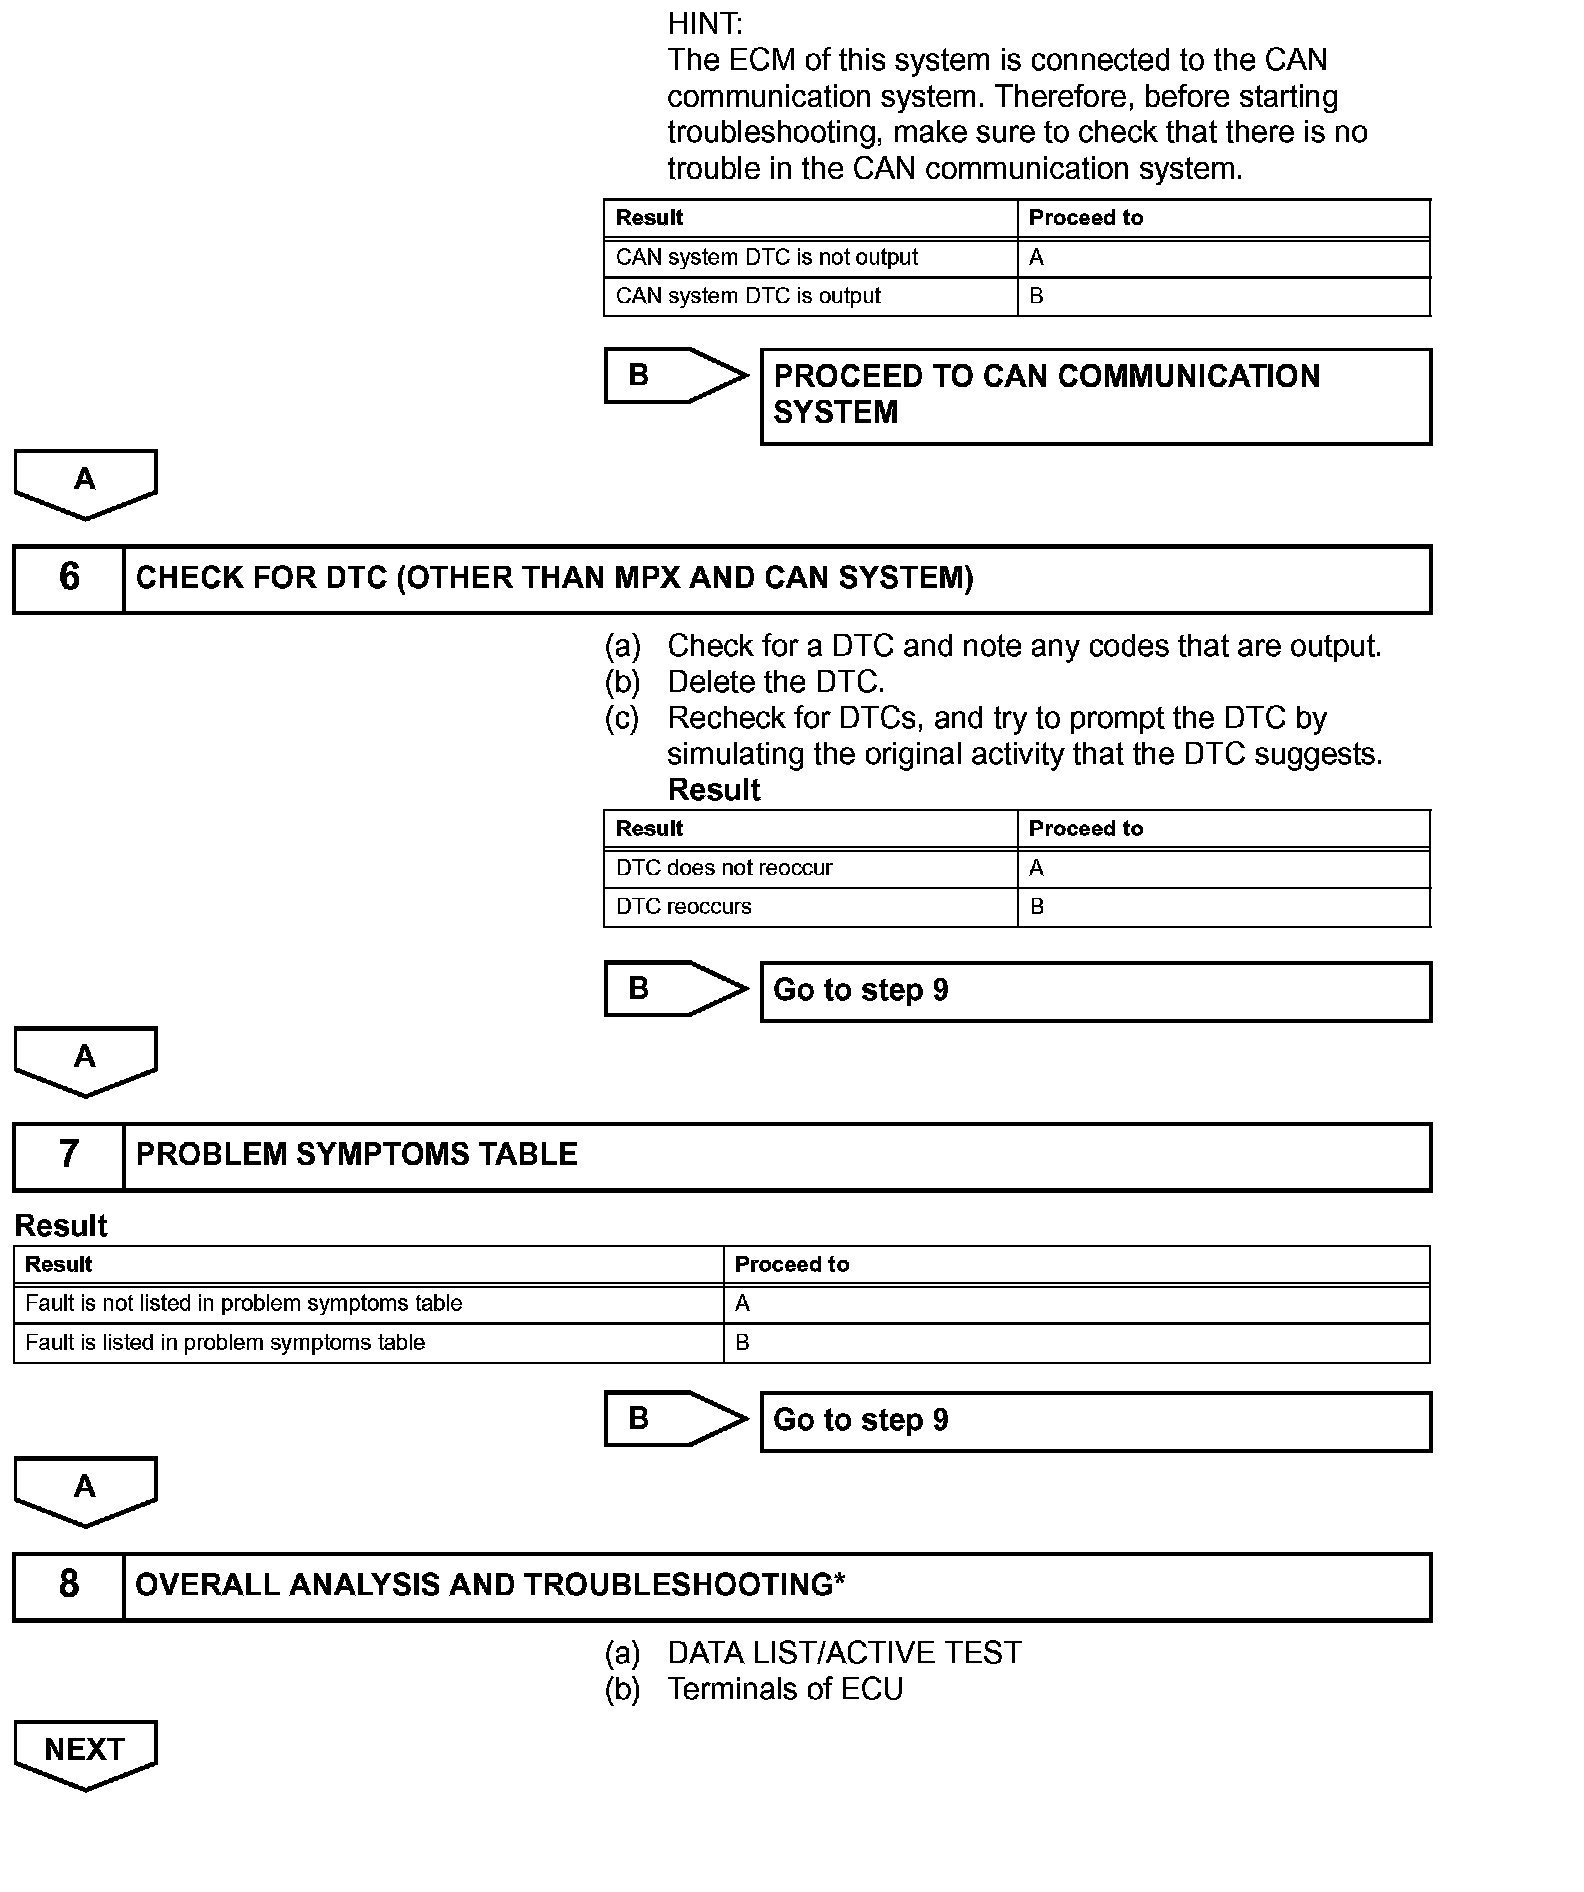 HINT:
The ECM of this system is connected to the CAN
communication system. Therefore, before starting
troubleshooting, make sure to check that there is no
trouble in the CAN communication system.
Result Proceed to
CAN system DTC is not output A
CAN system DTC is output B
B PROCEED TO CAN COMMUNICATION
SYSTEM
A
6 CHECK FOR DTC (OTHER THAN MPX AND CAN SYSTEM)
(a) Check for a DTC and note any codes that are output.
(b) Delete the DTC.
(c) Recheck for DTCs, and try to prompt the DTC by
simulating the original activity that the DTC suggests.
Result
Result Proceed to
DTC does not reoccur A
DTC reoccurs B
B Go to step 9
A
7 PROBLEM SYMPTOMS TABLE
Result
Result Proceed to
Fault is not listed in problem symptoms table A
Fault is listed in problem symptoms table B
B Go to step 9
A
8 OVERALL ANALYSIS AND TROUBLESHOOTING*
(a) DATA LIST/ACTIVE TEST
(b) Terminals of ECU
NEXT